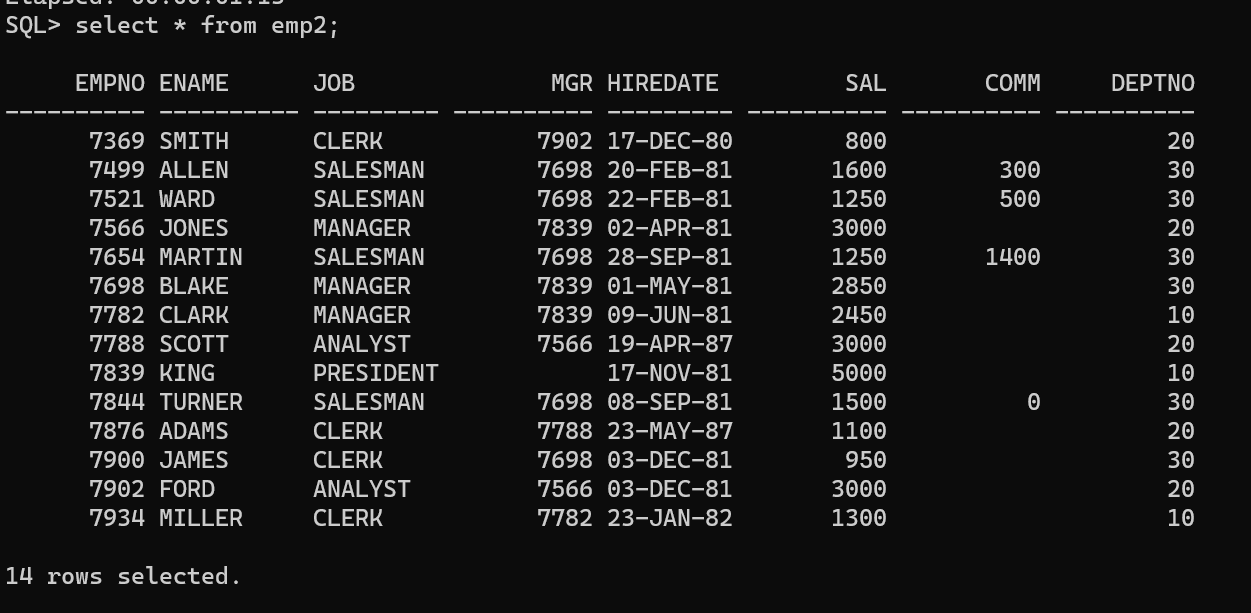 Elapsed: 00:00:01.15
SQL> select * from emp2;
     EMPNO ENAME      JOB              MGR HIREDATE         SAL       COMM     DEPTNO
---------- ---------- --------- ---------- --------- ---------- ---------- ----------
      7369 SMITH      CLERK           7902 17-DEC-80        800                    20
      7499 ALLEN      SALESMAN        7698 20-FEB-81       1600        300         30
      7521 WARD       SALESMAN        7698 22-FEB-81       1250        500         30
      7566 JONES      MANAGER         7839 02-APR-81       3000                    20
      7654 MARTIN     SALESMAN        7698 28-SEP-81       1250       1400         30
      7698 BLAKE      MANAGER         7839 01-MAY-81       2850                    30
      7782 CLARK      MANAGER         7839 09-JUN-81       2450                    10
      7788 SCOTT      ANALYST         7566 19-APR-87       3000                    20
      7839 KING       PRESIDENT            17-NOV-81       5000                    10
      7844 TURNER     SALESMAN        7698 08-SEP-81       1500          0         30
      7876 ADAMS      CLERK           7788 23-MAY-87       1100                    20
      7900 JAMES      CLERK           7698 03-DEC-81        950                    30
      7902 FORD       ANALYST         7566 03-DEC-81       3000                    20
      7934 MILLER     CLERK           7782 23-JAN-82       1300                    10
14 rows selected.